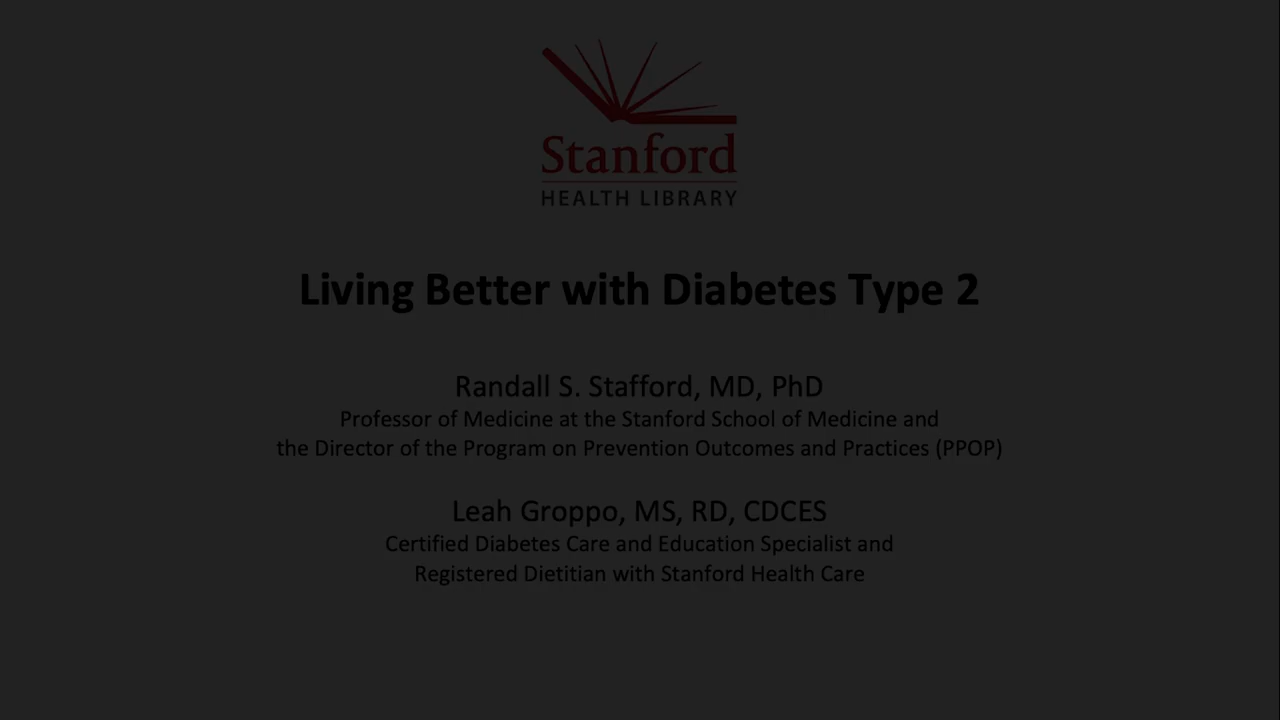 Stanford
HEALTH LIBRARY
Living Better with Diabetes Type 2
Randall S. Stafford, MD, PhD
Professor of Medicine at the Stanford School of Medicine and
the Director of the Program on Prevention Outcomes and Practices (PPOP)
Leah Groppo, MS, RD, CDCES
Certified Diabetes Care and Education Specialist and
Registered Dietitian with Stanford Health Care